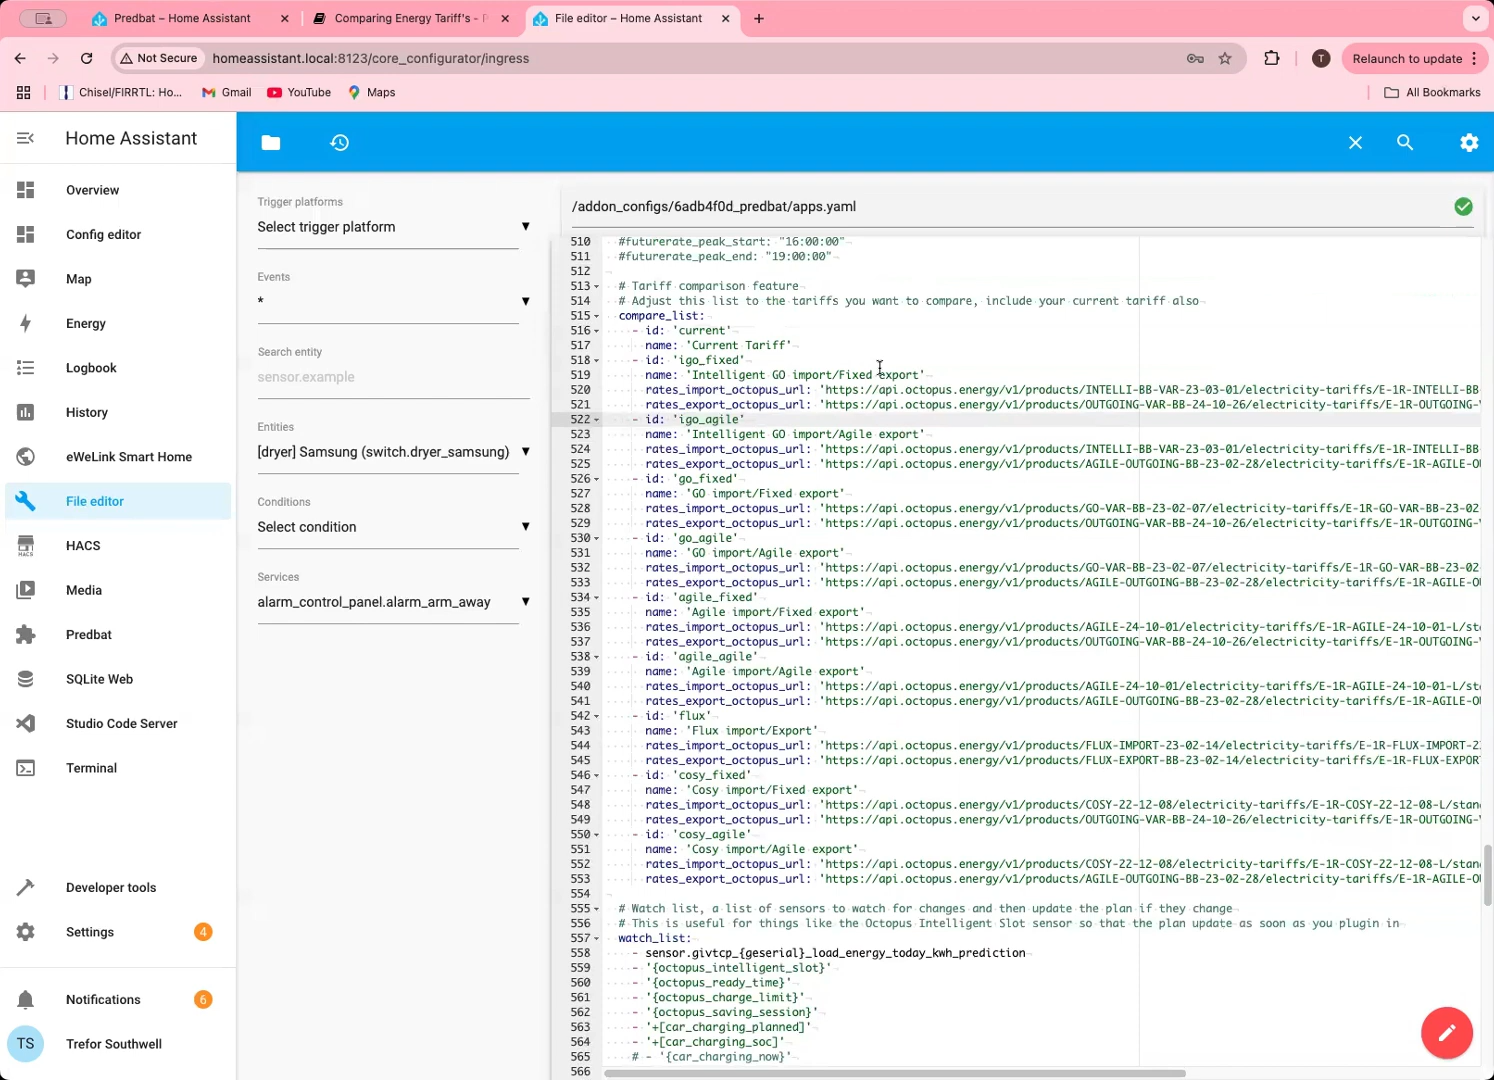 Predbat – Home Assistant
Comparing Energy Tariff's -
File editor – Home Assistant
Not Secure
homeassistant.local:8123/core_configurator/ingress
T
Relaunch to update
Chisel/FIRRTL: Ho...
Gmail
YouTube
Maps
All Bookmarks
Home Assistant
Overview
Config editor
Map
Energy
Logbook
History
eWeLink Smart Home
File editor
HACS
Media
Predbat
SQLite Web
Studio Code Server
Terminal
Developer tools
Settings
4
Notifications
6
TS
Trefor Southwell
Trigger platforms
Select trigger platform
Events
*
Search entity
sensor.example
Entities
[dryer] Samsung (switch.dryer_samsung)
Conditions
Select condition
Services
alarm_control_panel.alarm_arm_away
/addon_configs/6adb4f0d_predbat/apps.yaml
510 #futurerate_peak_start: "16:00:00"
511 #futurerate_peak_end: "19:00:00"
512
513 # Tariff comparison feature
514 # Adjust this list to the tariffs you want to compare, include your current tariff also
515 compare_list:
516 - id: 'current'
517 name: 'Current Tariff'
518 - id: 'igo_fixed'
519 name: 'Intelligent GO import/Fixed export'
520 rates_import_octopus_url: 'https://api.octopus.energy/v1/products/INTELLI-BB-VAR-23-03-01/electricity-tariffs/E-1R-INTELLI-BB-
521 rates_export_octopus_url: 'https://api.octopus.energy/v1/products/OUTGOING-VAR-BB-24-10-26/electricity-tariffs/E-1R-OUTGOING-
522 - id: 'igo_agile'
523 name: 'Intelligent GO import/Agile export'
524 rates_import_octopus_url: 'https://api.octopus.energy/v1/products/INTELLI-BB-VAR-23-03-01/electricity-tariffs/E-1R-INTELLI-BB-
525 rates_export_octopus_url: 'https://api.octopus.energy/v1/products/AGILE-OUTGOING-BB-23-02-28/electricity-tariffs/E-1R-AGILE-O
526 - id: 'go_fixed'
527 name: 'GO import/Fixed export'
528 rates_import_octopus_url: 'https://api.octopus.energy/v1/products/GO-VAR-BB-23-02-07/electricity-tariffs/E-1R-GO-VAR-BB-23-02-
529 rates_export_octopus_url: 'https://api.octopus.energy/v1/products/OUTGOING-VAR-BB-24-10-26/electricity-tariffs/E-1R-OUTGOING-
530 - id: 'go_agile'
531 name: 'GO import/Agile export'
532 rates_import_octopus_url: 'https://api.octopus.energy/v1/products/GO-VAR-BB-23-02-07/electricity-tariffs/E-1R-GO-VAR-BB-23-02-
533 rates_export_octopus_url: 'https://api.octopus.energy/v1/products/AGILE-OUTGOING-BB-23-02-28/electricity-tariffs/E-1R-AGILE-O
534 - id: 'agile_fixed'
535 name: 'Agile import/Fixed export'
536 rates_import_octopus_url: 'https://api.octopus.energy/v1/products/AGILE-24-10-01/electricity-tariffs/E-1R-AGILE-24-10-01-L/sta
537 rates_export_octopus_url: 'https://api.octopus.energy/v1/products/OUTGOING-VAR-BB-24-10-26/electricity-tariffs/E-1R-OUTGOING-
538 - id: 'agile_agile'
539 name: 'Agile import/Agile export'
540 rates_import_octopus_url: 'https://api.octopus.energy/v1/products/AGILE-24-10-01/electricity-tariffs/E-1R-AGILE-24-10-01-L/sta
541 rates_export_octopus_url: 'https://api.octopus.energy/v1/products/AGILE-OUTGOING-BB-23-02-28/electricity-tariffs/E-1R-AGILE-O
542 - id: 'flux'
543 name: 'Flux import/Export'
544 rates_import_octopus_url: 'https://api.octopus.energy/v1/products/FLUX-IMPORT-23-02-14/electricity-tariffs/E-1R-FLUX-IMPORT-2
545 rates_export_octopus_url: 'https://api.octopus.energy/v1/products/FLUX-EXPORT-BB-23-02-14/electricity-tariffs/E-1R-FLUX-EXPOR
546 - id: 'cosy_fixed'
547 name: 'Cosy import/Fixed export'
548 rates_import_octopus_url: 'https://api.octopus.energy/v1/products/COSY-22-12-08/electricity-tariffs/E-1R-COSY-22-12-08-L/stan
549 rates_export_octopus_url: 'https://api.octopus.energy/v1/products/OUTGOING-VAR-BB-24-10-26/electricity-tariffs/E-1R-OUTGOING-
550 - id: 'cosy_agile'
551 name: 'Cosy import/Agile export'
552 rates_import_octopus_url: 'https://api.octopus.energy/v1/products/COSY-22-12-08/electricity-tariffs/E-1R-COSY-22-12-08-L/stan
553 rates_export_octopus_url: 'https://api.octopus.energy/v1/products/AGILE-OUTGOING-BB-23-02-28/electricity-tariffs/E-1R-AGILE-O
554
555 # Watch list, a list of sensors to watch for changes and then update the plan if they change
556 # This is useful for things like the Octopus Intelligent Slot sensor so that the plan update as soon as you plugin in
557 watch_list:
558 - sensor.givtcp_{geserial}_load_energy_today_kwh_prediction
559 - '{octopus_intelligent_slot}'
560 - '{octopus_ready_time}'
561 - '{octopus_charge_limit}'
562 - '{octopus_saving_session}'
563 - '+[car_charging_planned]'
564 - '+[car_charging_soc]'
565 # - '{car_charging_now}'
566